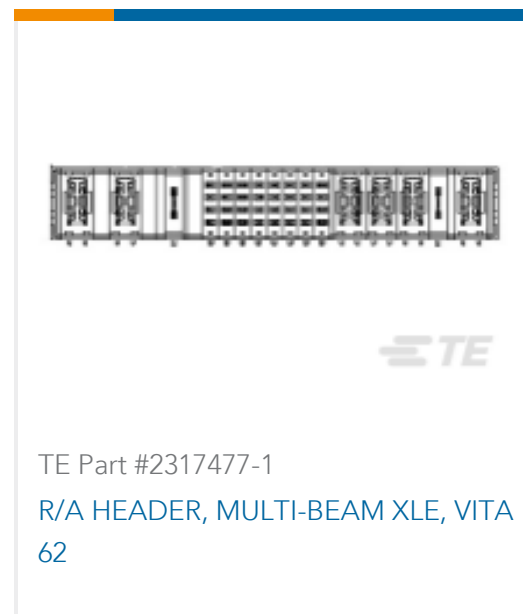 TE
TE Part #2317477-1
R/A HEADER, MULTI-BEAM XLE, VITA
62